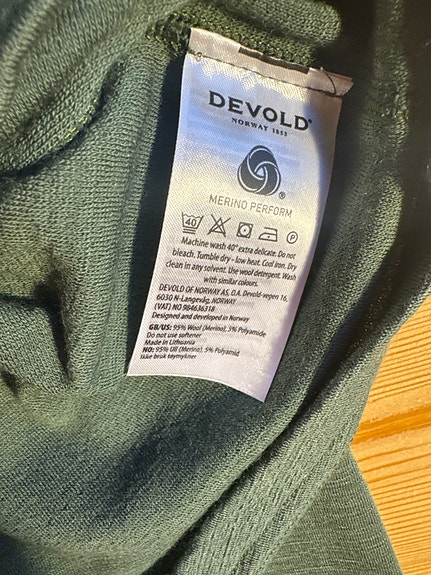 DEVOLD®
NORWAY 1853
®
MERINO PERFORM
40
P
Machine wash 40° extra delicate. Do not
bleach. Tumble dry - low heat. Cool iron. Dry
clean in any solvent. Use wool detergent. Wash
with similar colours.
DEVOLD OF NORWAY AS, O.A. Devold-vegen 16,
6030 N-Langevåg, NORWAY
(VAT) NO 984636318
Designed and developed in Norway
GB/US: 95% Wool (Merino), 5% Polyamide
Do not use softener
Made in Lithuania
NO: 95% Ull (Merino), 5% Polyamid
Ikke bruk tøymykner